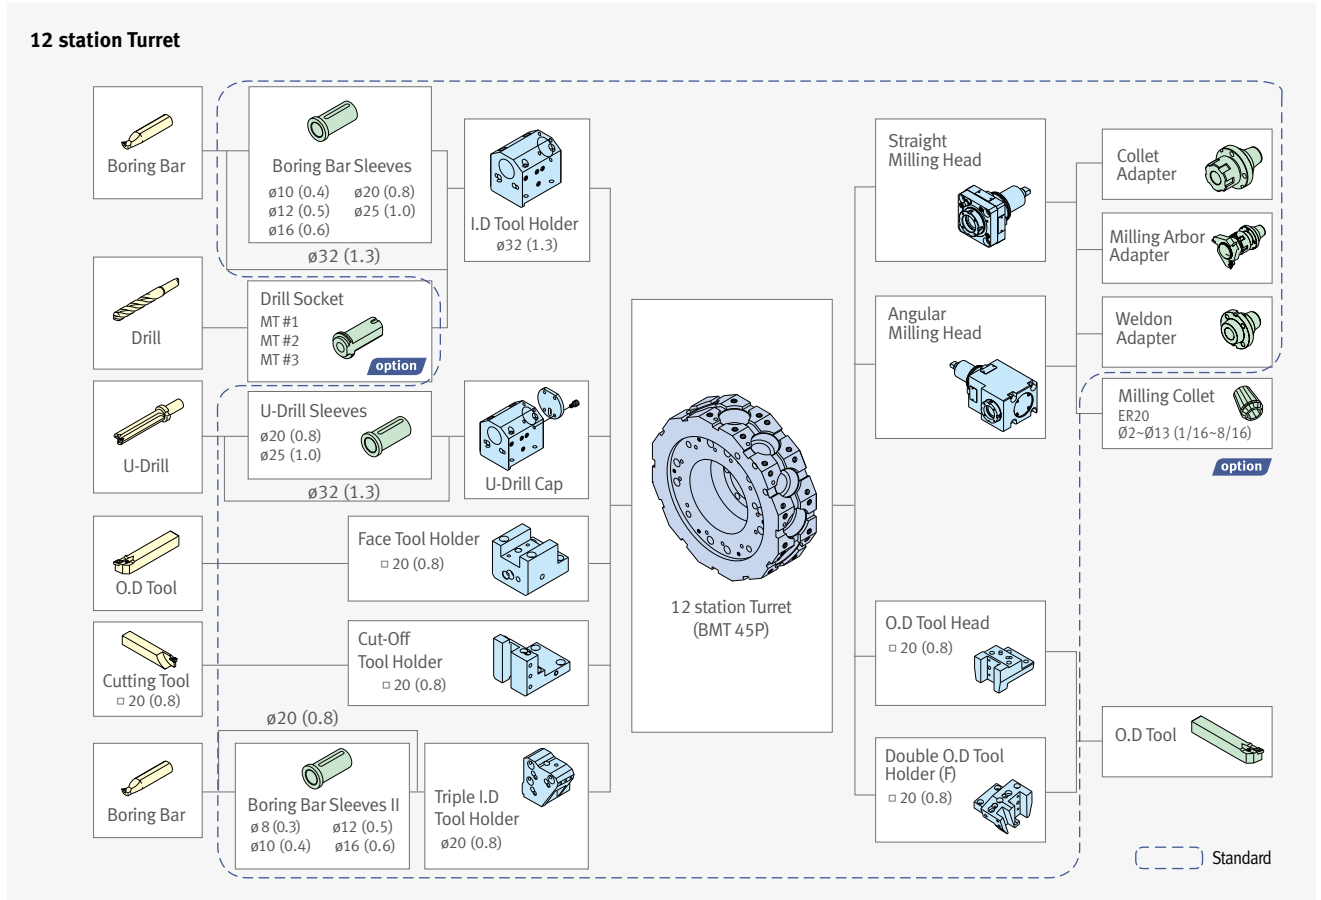 12 station Turret
Boring Bar
Boring Bar Sleeves
ø10 (0.4) ø20 (0.8)
ø12 (0.5) ø25 (1.0)
ø16 (0.6)
ø32 (1.3)
I.D Tool Holder
ø32 (1.3)
Drill
Drill Socket
MT #1
MT #2
MT #3
option
U-Drill
U-Drill Sleeves
ø20 (0.8)
ø25 (1.0)
ø32 (1.3)
U-Drill Cap
O.D Tool
Face Tool Holder
□ 20 (0.8)
Cutting Tool
□ 20 (0.8)
Cut-Off
Tool Holder
□ 20 (0.8)
ø20 (0.8)
Boring Bar
Boring Bar Sleeves II
ø 8 (0.3) ø12 (0.5)
ø10 (0.4) ø16 (0.6)
Triple I.D
Tool Holder
ø20 (0.8)
12 station Turret
(BMT 45P)
Straight
Milling Head
Angular
Milling Head
Collet
Adapter
Milling Arbor
Adapter
Weldon
Adapter
Milling Collet
ER20
Ø2~Ø13 (1/16~8/16)
option
O.D Tool Head
□ 20 (0.8)
Double O.D Tool
Holder (F)
□ 20 (0.8)
O.D Tool
Standard